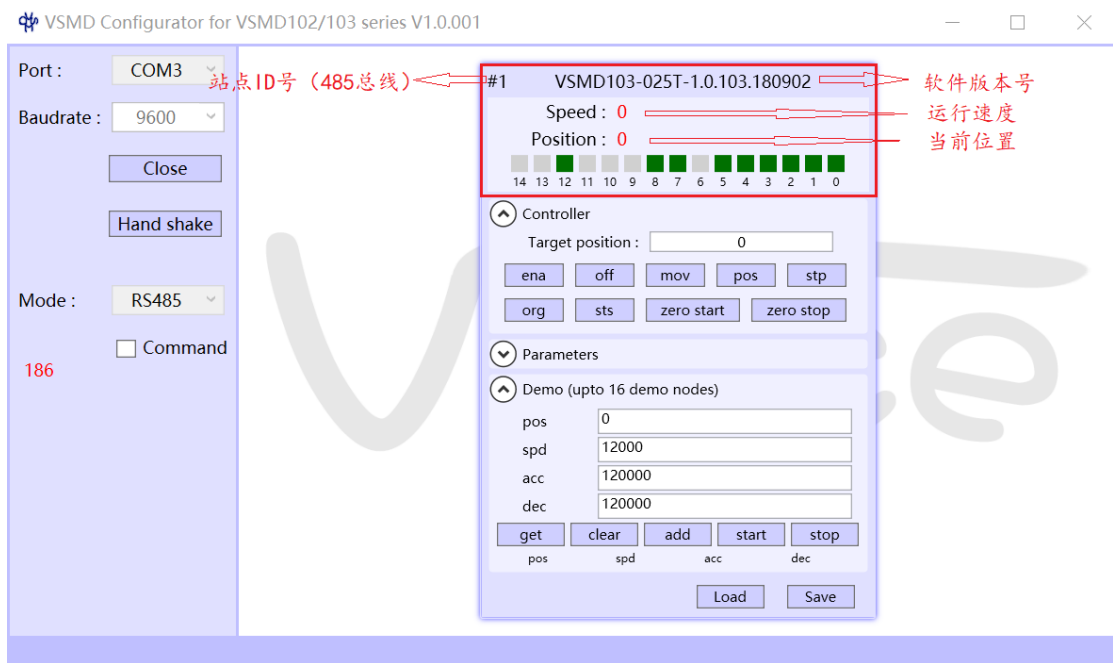 VSMD Configurator for VSMD102/103 series V1.0.001
Port : COM3
Baudrate : 9600
Close
Hand shake
Mode : RS485
Command
186
站点ID号（485总线）
#1 VSMD103-025T-1.0.103.180902
软件版本号
Speed : 0
运行速度
Position : 0
当前位置
14 13 12 11 10 9 8 7 6 5 4 3 2 1 0
Controller
Target position : 0
ena off mov pos stp
org sts zero start zero stop
Parameters
Demo (upto 16 demo nodes)
pos 0
spd 12000
acc 120000
dec 120000
get clear add start stop
pos spd acc dec
Load Save